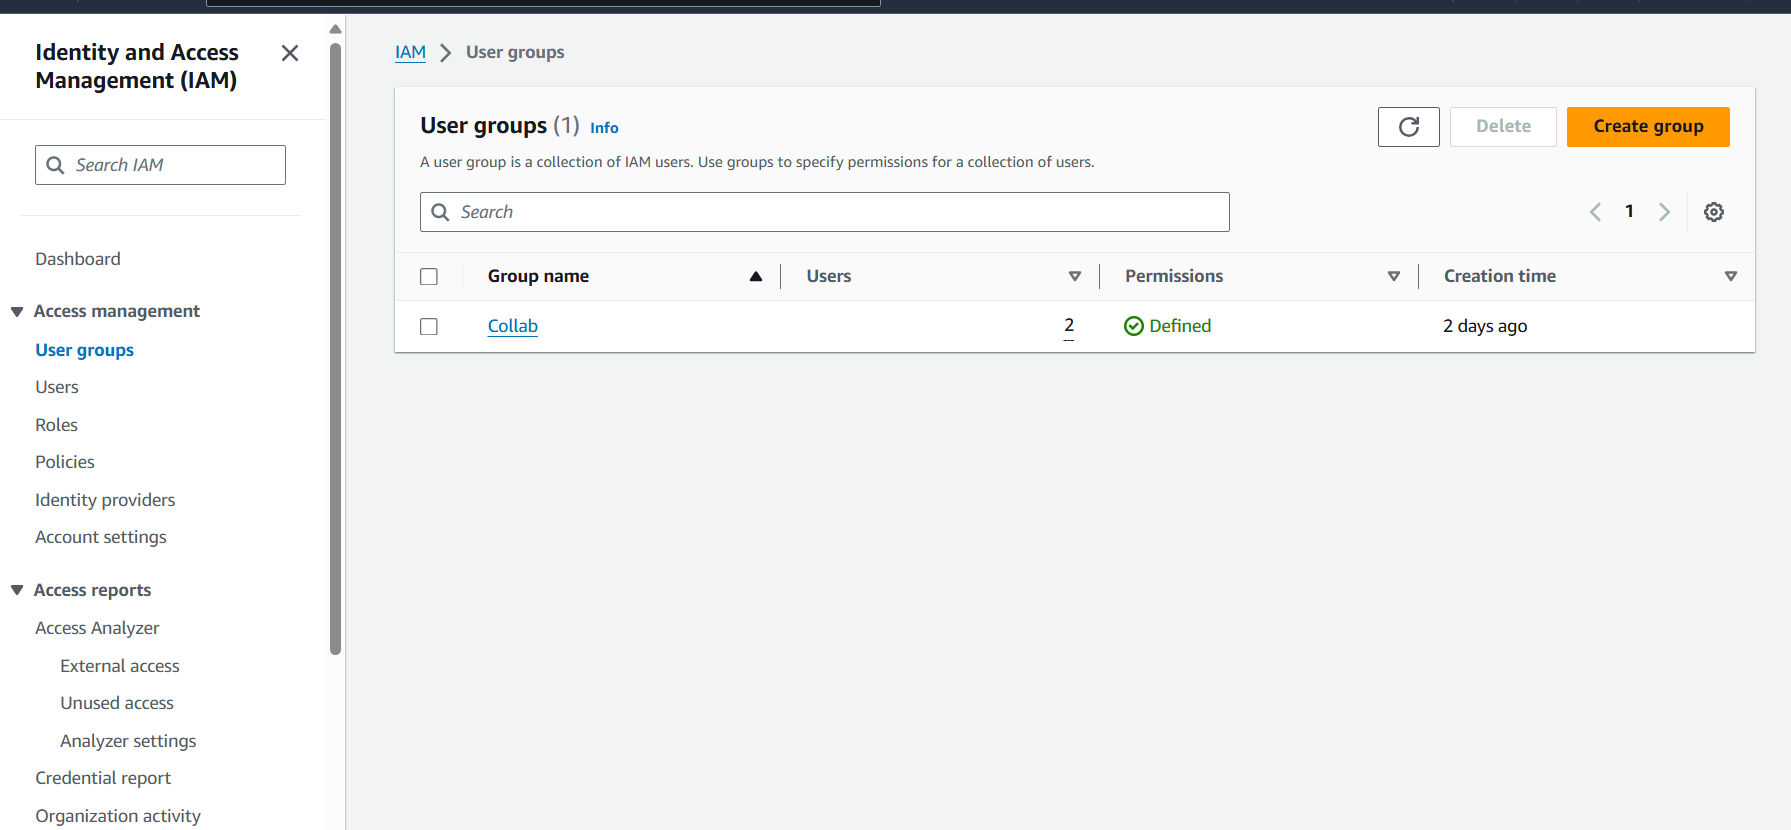 Identity and Access
Management (IAM)
Search IAM
Dashboard
Access management
User groups
Users
Roles
Policies
Identity providers
Account settings
Access reports
Access Analyzer
External access
Unused access
Analyzer settings
Credential report
Organization activity
IAM > User groups
User groups (1) Info
Delete
Create group
A user group is a collection of IAM users. Use groups to specify permissions for a collection of users.
Search
1
Group name Users Permissions Creation time
Collab 2 Defined 2 days ago